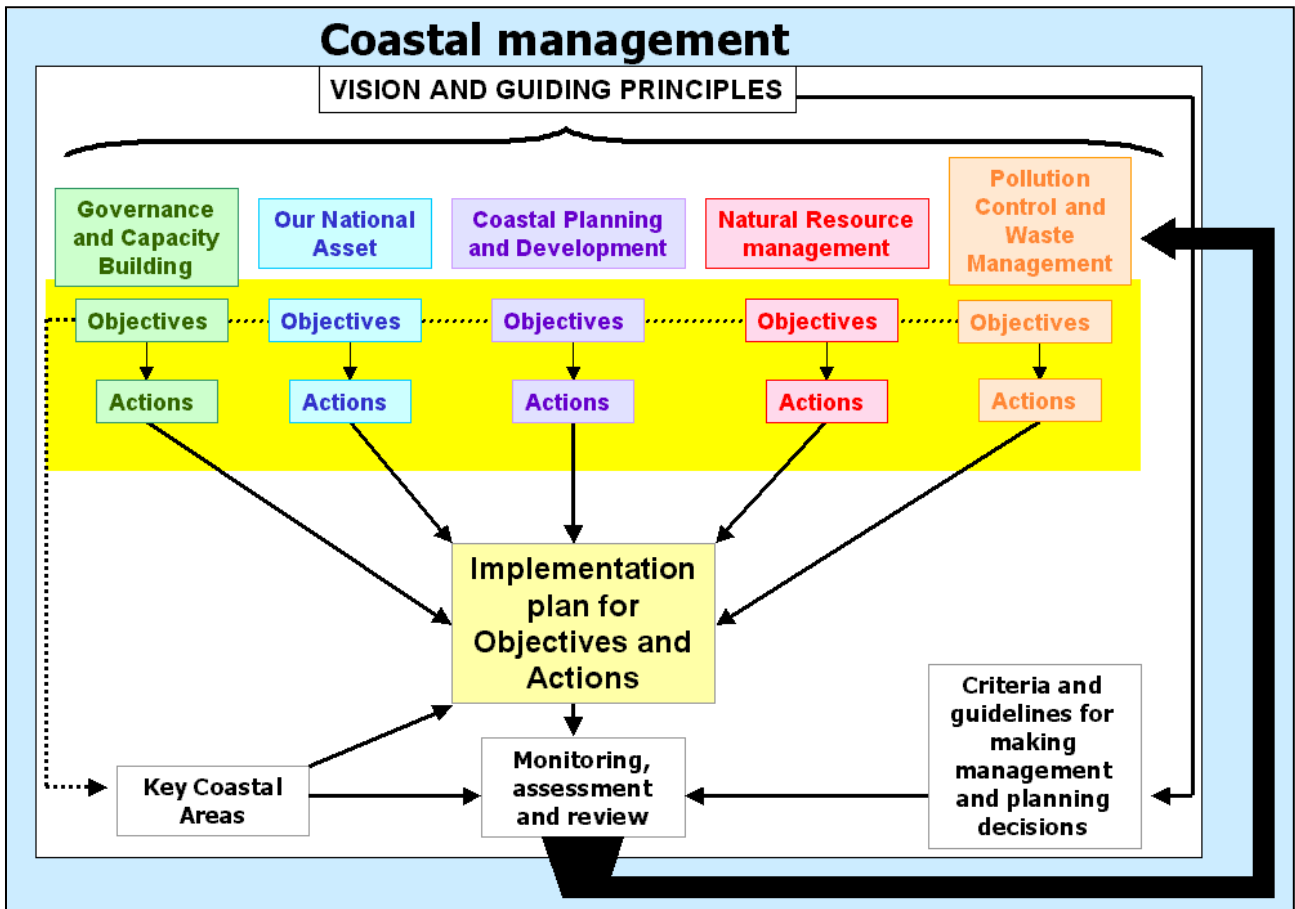 Coastal management
VISION AND GUIDING PRINCIPLES
Governance
and Capacity
Building
Our National
Asset
Coastal Planning
and Development
Natural Resource
management
Pollution
Control and
Waste
Management
Objectives
Objectives
Objectives
Objectives
Objectives
Actions
Actions
Actions
Actions
Actions
Implementation
plan for
Objectives and
Actions
Key Coastal
Areas
Monitoring,
assessment
and review
Criteria and
guidelines for
making
management
and planning
decisions